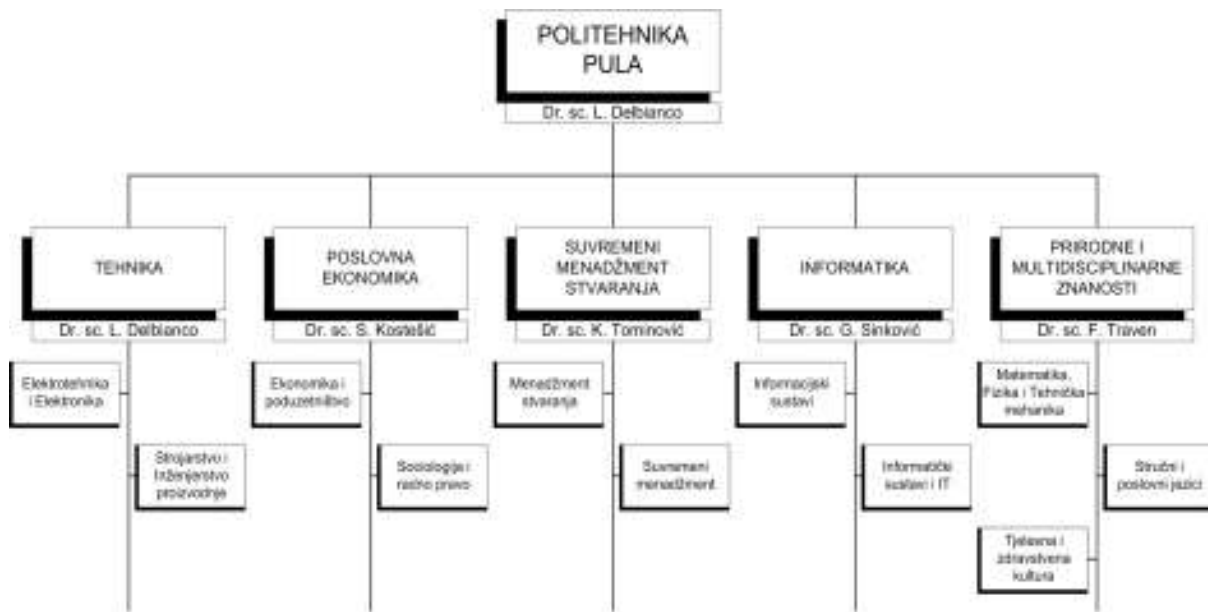 POLITEHNIKA
PULA
Dr. sc. L. Delbianco
TEHNIKA
Dr. sc. L. Delbianco
POSLOVNA
EKONOMIKA
Dr. sc. S. Kostešić
SUVREMENI
MENADŽMENT
STVARANJA
Dr. sc. K. Tominović
INFORMATIKA
Dr. sc. G. Sinković
PRIRODNE I
MULTIDISCIPLINARNE
ZNANOSTI
Dr. sc. F. Traven
Elektrotehnika
i Elektronika
Ekonomika i
poduzetništvo
Menadžment
stvaranja
Informacijski
sustavi
Matematika,
Fizika i Tehnička
mehanika
Strojarstvo i
Inženjerstvo
proizvodnje
Sociologija i
radno pravo
Suvremeni
menadžment
Informatički
sustavi i IT
Stručni i
poslovni jezici
Tjelesna i
zdravstvena
kultura